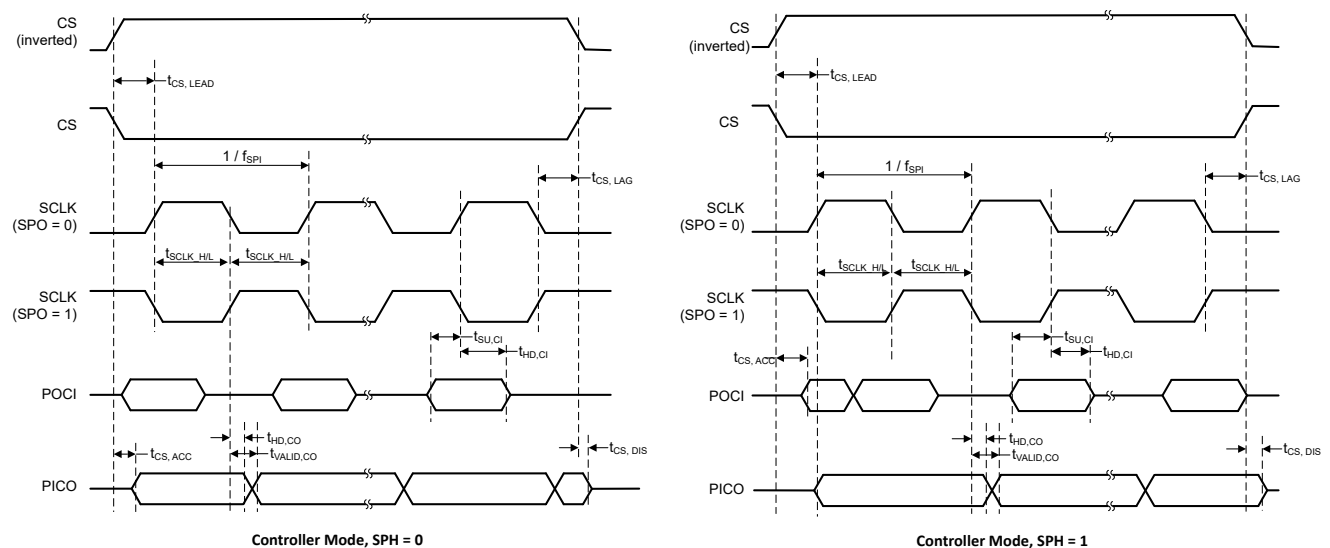 CS
(inverted)
tCS, LEAD
CS
1 / fSPI
tCS, LAG
SCLK
(SPO = 0)
tSCLK_H/L
tSCLK_H/L
SCLK
(SPO = 1)
tSU,CI
tHD,CI
POCI
tHD,CO
tCS, ACC
tVALID,CO
tCS, DIS
PICO
Controller Mode, SPH = 0
CS
(inverted)
tCS, LEAD
CS
1 / fSPI
tCS, LAG
SCLK
(SPO = 0)
tSCLK_H/L
tSCLK_H/L
SCLK
(SPO = 1)
tSU,CI
tCS, ACC
tHD,CI
POCI
tHD,CO
tVALID,CO
tCS, DIS
PICO
Controller Mode, SPH = 1